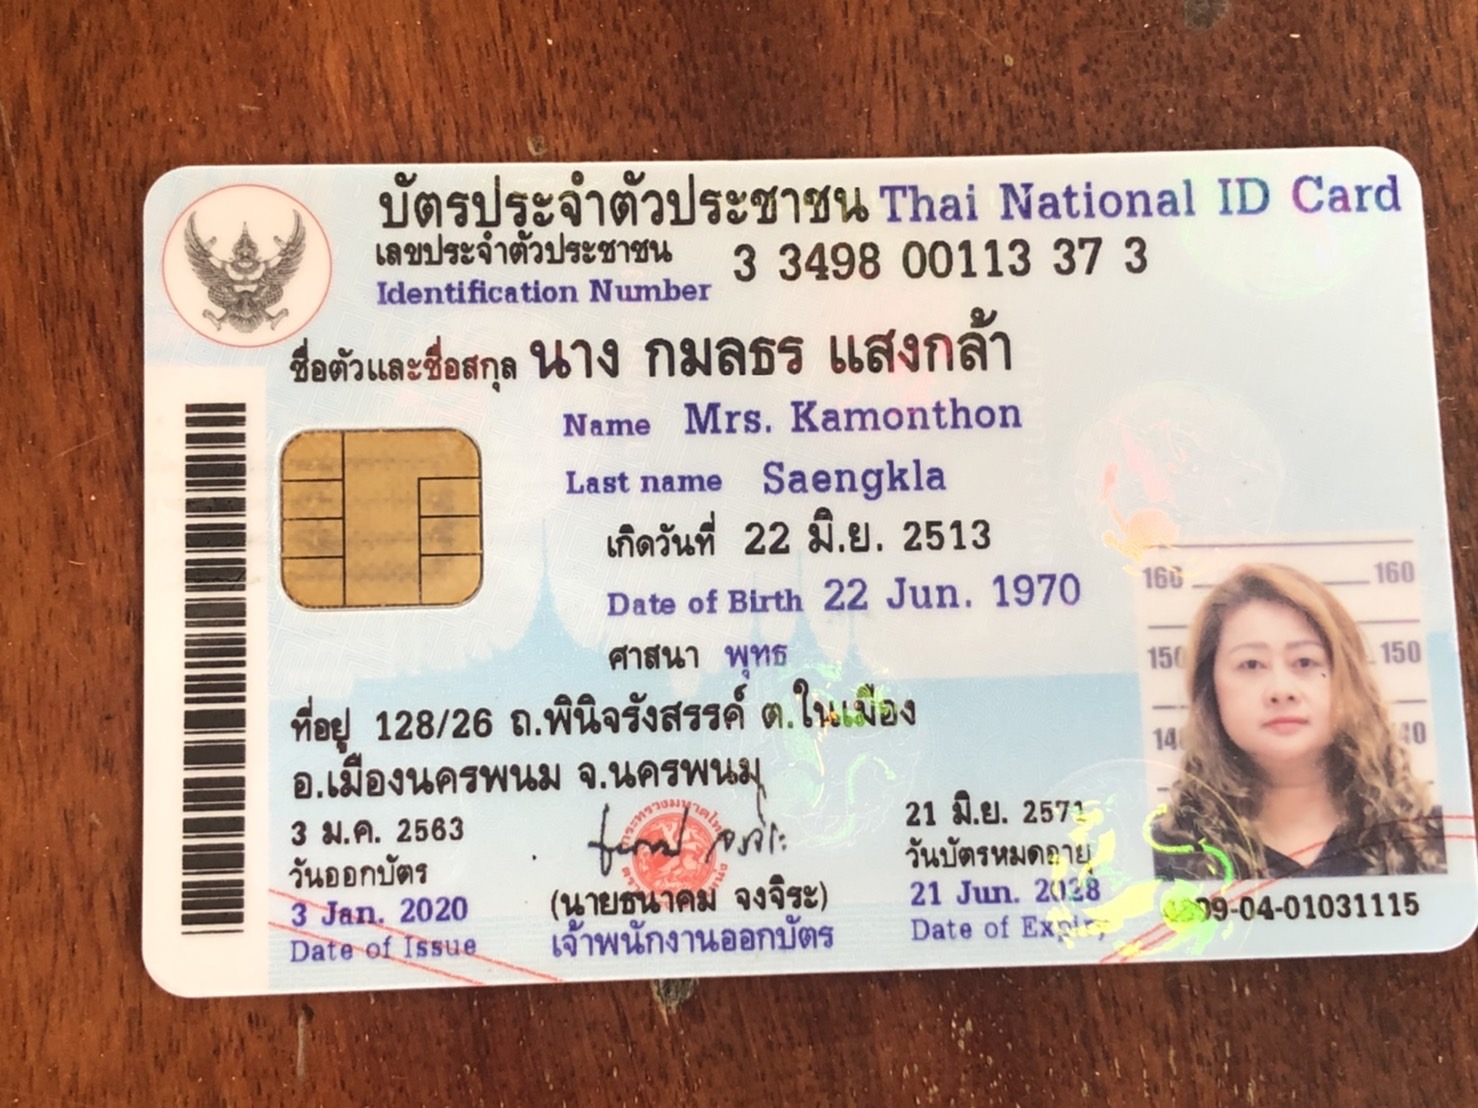 บัตรประจำตัวประชาชน Thai National ID Card
เลขประจำตัวประชาชน
Identification Number 3 3498 00113 37 3
ชื่อตัวและชื่อสกุล นาง กมลธร แสงกล้า
Name Mrs. Kamonthon
Last name Saengkla
เกิดวันที่ 22 มิ.ย. 2513
Date of Birth 22 Jun. 1970
ศาสนา พุทธ
ที่อยู่ 128/26 ถ.พินิจรังสรรค์ ต.ในเมือง
อ.เมืองนครพนม จ.นครพนม
3 ม.ค. 2563
วันออกบัตร
3 Jan. 2020
Date of Issue
(นายธนาคม จงจิระ)
เจ้าพนักงานออกบัตร
21 มิ.ย. 2571
วันบัตรหมดอายุ
21 Jun. 2028
Date of Expiry
160 160
150 150